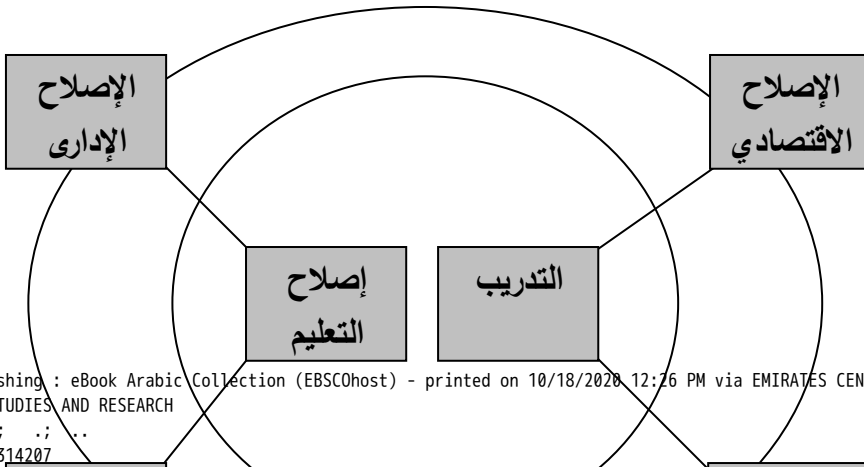 الإصلاح
الإدارى
الإصلاح
الاقتصادي
إصلاح
التعليم
التدريب
shing : eBook Arabic Collection (EBSCOhost) - printed on 10/18/2020 12:26 PM via EMIRATES CEN
TUDIES AND RESEARCH
; .; ..
314207